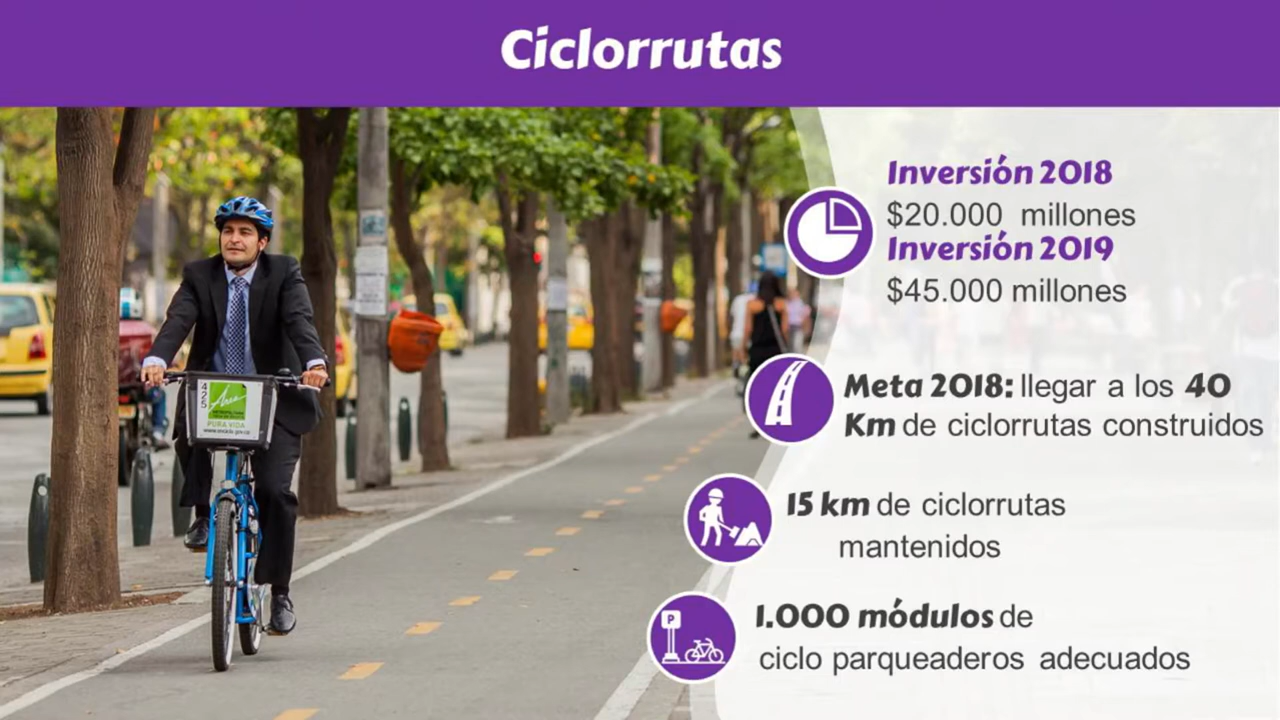 Ciclorrutas
Inversión 2018
$20.000 millones
Inversión 2019
$45.000 millones
Meta 2018: llegar a los 40
Km de ciclorrutas construidos
15 km de ciclorrutas
mantenidos
P
1.000 módulos de
ciclo parqueaderos adecuados
425
Área
METROPOLITANA
PURA VIDA